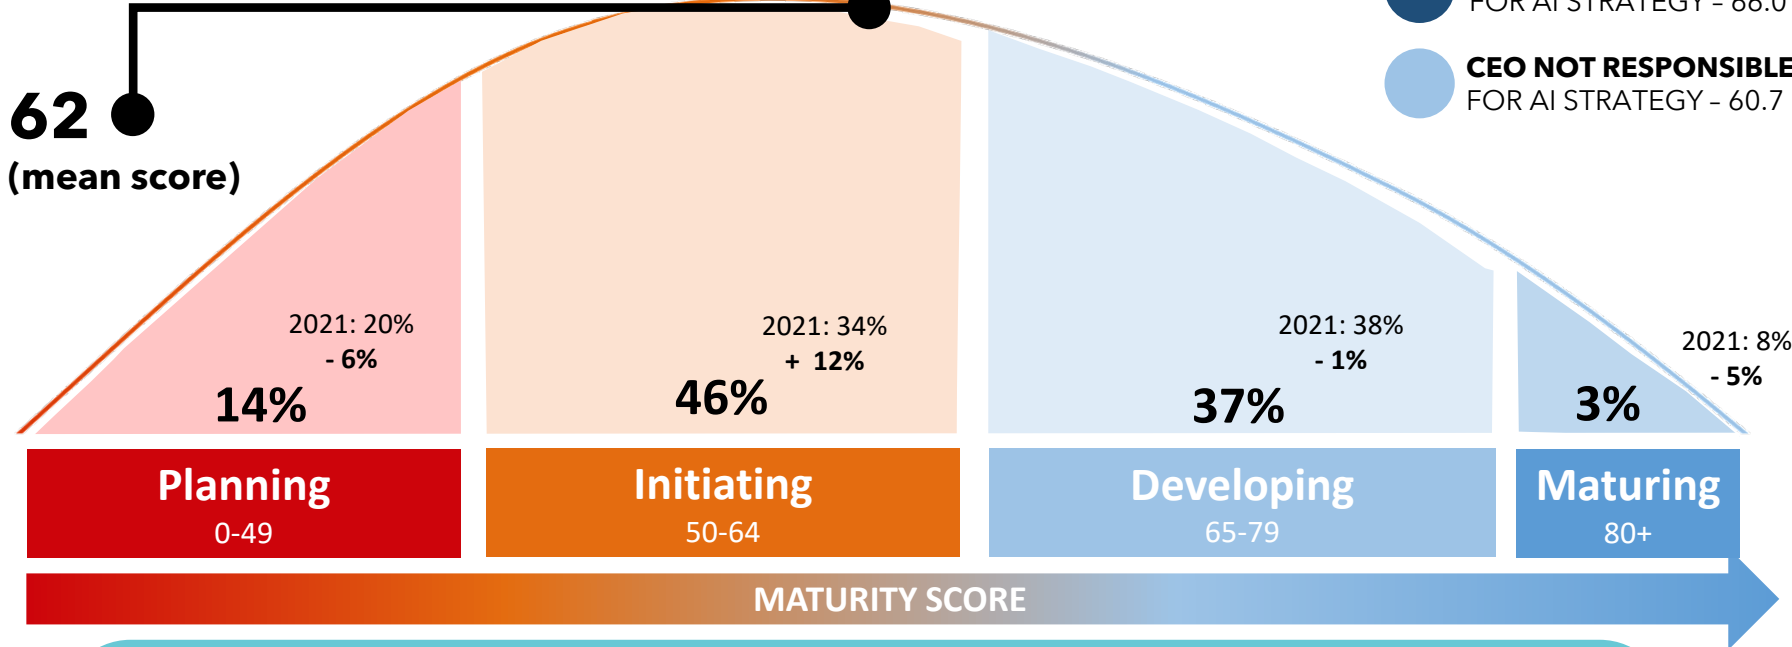 FOR AI STRATEGY – 66.0
CEO NOT RESPONSIBLE
FOR AI STRATEGY – 60.7
62
(mean score)
2021: 20%
- 6%
14%
2021: 34%
+ 12%
46%
2021: 38%
- 1%
37%
2021: 8%
- 5%
3%
Planning
0-49
Initiating
50-64
Developing
65-79
Maturing
80+
MATURITY SCORE